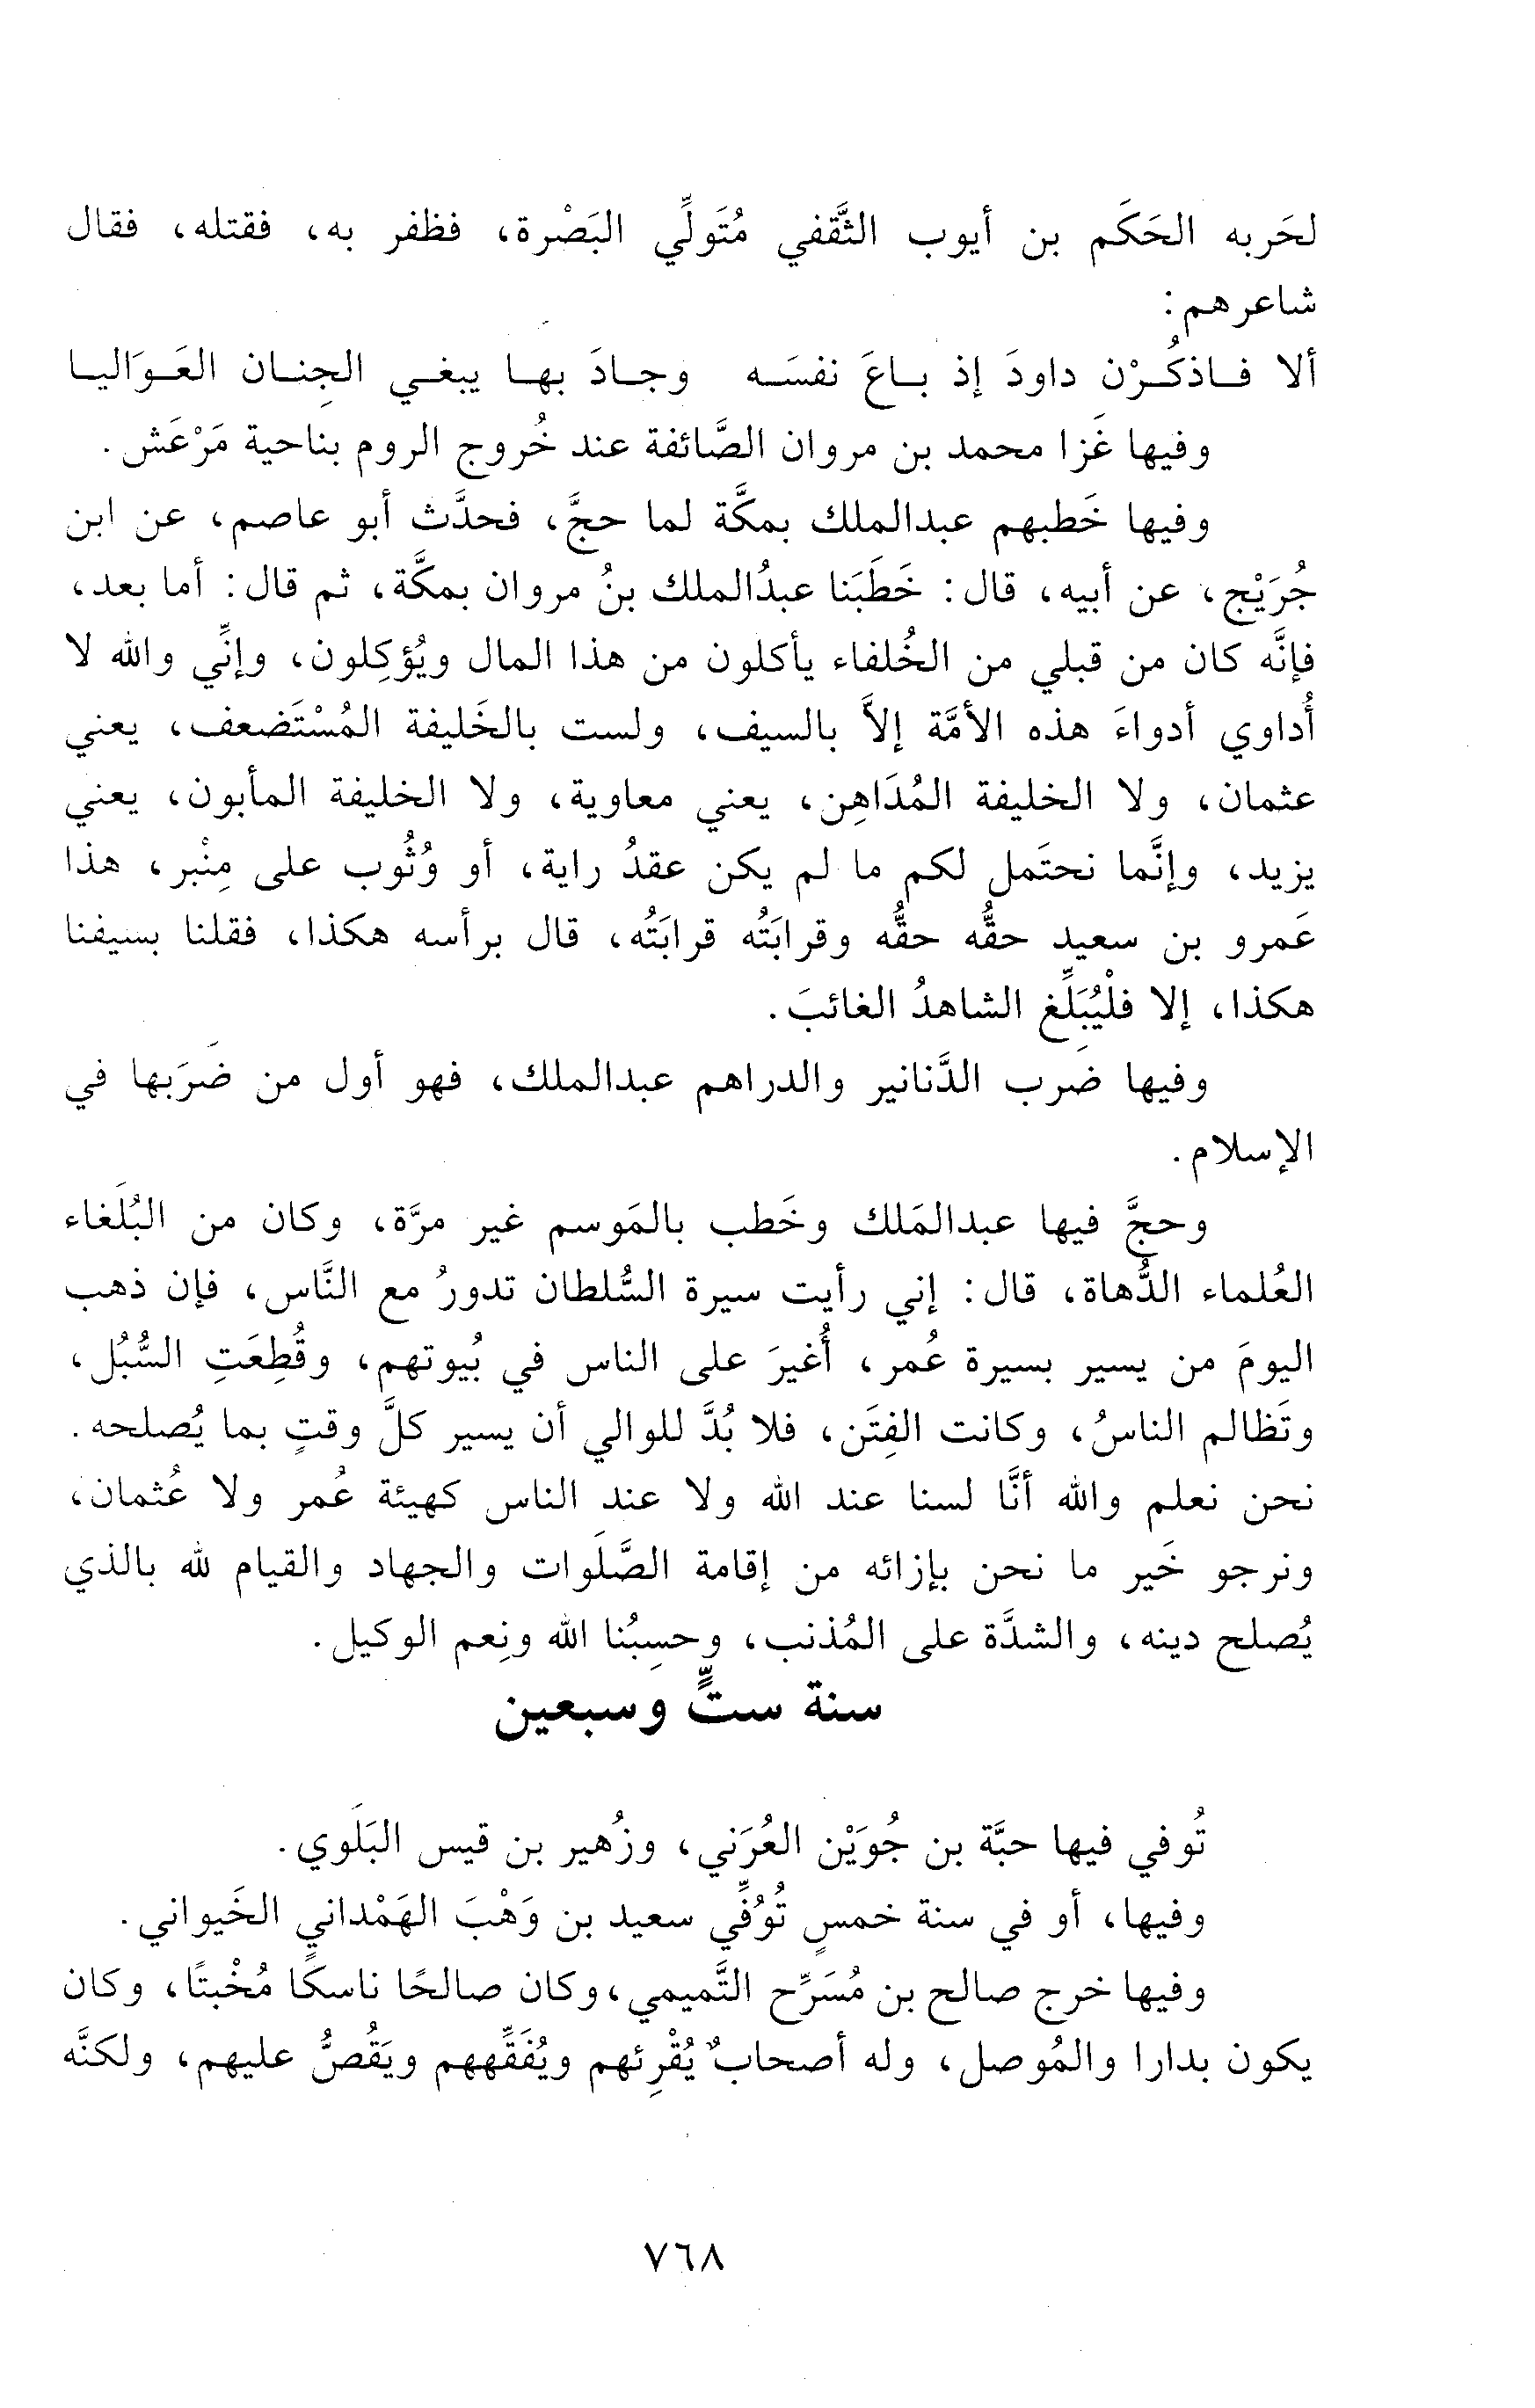 لحَربه الحَكَم بن أيوب الثَّقفي مُتَولِّي البَصْرة، فظفر به، فقتله، فقال
شاعرهم:
ألا فاذكُرْن داودَ إذ باعَ نفسَه وجادَ بها يبغي الجِنان العَوَاليا
وفيها غَزا محمد بن مروان الصَّائفة عند خُروج الروم بناحية مَرْعَش.
وفيها خَطبهم عبدالملك بمكَّة لما حجَّ، فحدَّث أبو عاصم، عن ابن
جُرَيْج، عن أبيه، قال: خَطَبَنا عبدُالملك بنُ مروان بمكَّة، ثم قال: أما بعد،
فإنَّه كان من قبلي من الخُلفاء يأكلون من هذا المال ويُؤكِلون، وإنِّي والله لا
أُداوي أدواءَ هذه الأمَّة إلاَّ بالسيف، ولست بالخَليفة المُسْتَضعف، يعني
عثمان، ولا الخليفة المُدَاهِن، يعني معاوية، ولا الخليفة المأبون، يعني
يزيد، وإنَّما نحتَمل لكم ما لم يكن عقدُ راية، أو وُثُوب على مِنْبر، هذا
عَمرو بن سعيد حقُّه حقُّه وقرابَتُه قرابَتُه، قال برأسه هكذا، فقلنا بسيفنا
هكذا، إلا فلْيُبَلِّغ الشاهدُ الغائبَ.
وفيها ضَرب الدَّنانير والدراهم عبدالملك، فهو أول من ضَرَبها في
الإسلام.
وحجَّ فيها عبدالمَلك وخَطب بالمَوسم غير مرَّة، وكان من البُلَغاء
العُلماء الدُّهاة، قال: إني رأيت سيرة السُّلطان تدورُ مع النَّاس، فإن ذهب
اليومَ من يسير بسيرة عُمر، أُغيرَ على الناس في بُيوتهم، وقُطِعَتِ السُّبُل،
وتَظالم الناسُ، وكانت الفِتَن، فلا بُدَّ للوالي أن يسير كلَّ وقتٍ بما يُصلحه.
نحن نعلم والله أنَّا لسنا عند الله ولا عند الناس كهيئة عُمر ولا عُثمان،
ونرجو خَير ما نحن بإزائه من إقامة الصَّلَوات والجهاد والقيام لله بالذي
يُصلح دينه، والشدَّة على المُذنب، وحسِبُنا الله ونِعم الوكيل.
سنة ستٍّ وسبعين
تُوفي فيها حبَّة بن جُوَيْن العُرَني، وزُهير بن قيس البَلَوي.
وفيها، أو في سنة خمسٍ تُوُفِّي سعيد بن وَهْبَ الهَمْداني الخَيواني.
وفيها خرج صالح بن مُسَرِّح التَّميمي، وكان صالحًا ناسكًا مُخْبتًا، وكان
يكون بدارا والمُوصل، وله أصحابٌ يُقْرِئهم ويُفَقِّههم ويَقُصُّ عليهم، ولكنَّه
٧٦٨